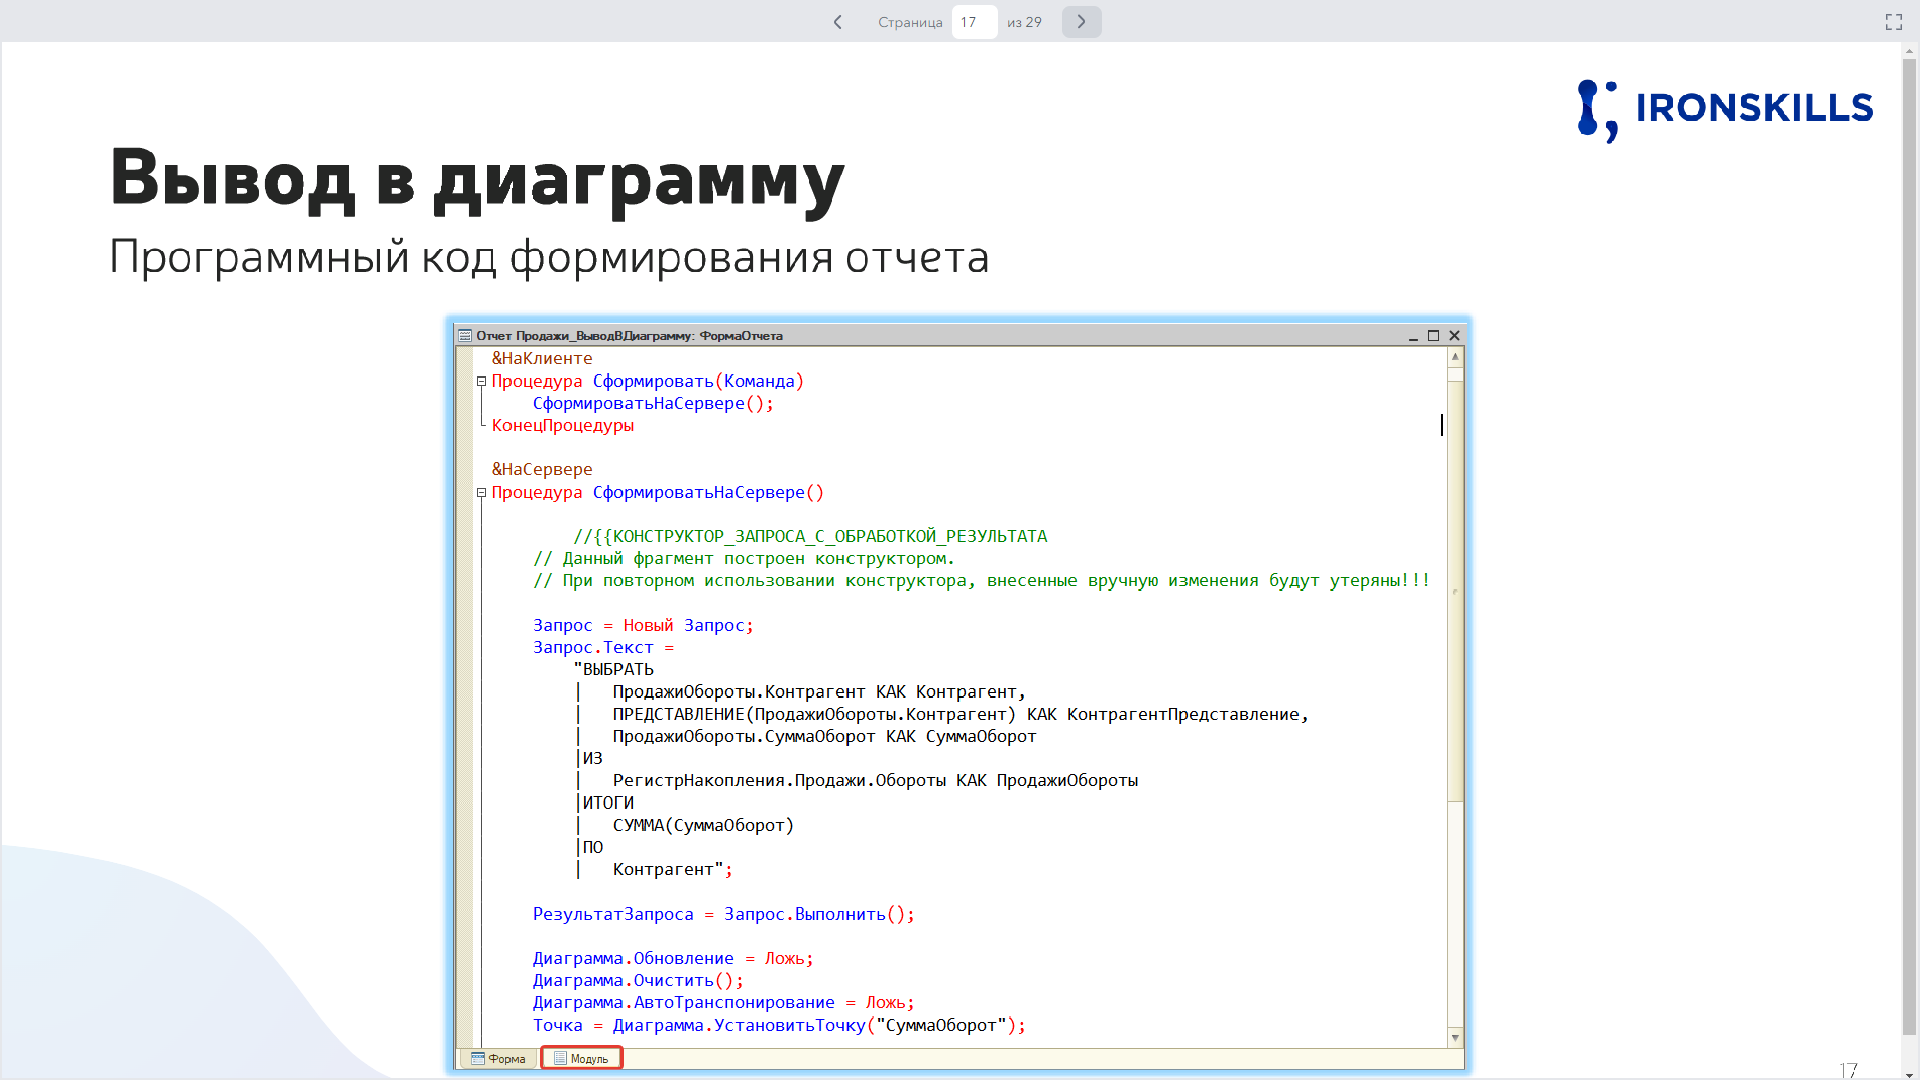 Страница 17 из 29
IRONSKILLS
Вывод в диаграмму
Программный код формирования отчета
Отчет Продажи_ВыводВДиаграмму: ФормаОтчета
&НаКлиенте
Процедура Сформировать(Команда)
СформироватьНаСервере();
КонецПроцедуры
&НаСервере
Процедура СформироватьНаСервере()
//{{КОНСТРУКТОР_ЗАПРОСА_С_ОБРАБОТКОЙ_РЕЗУЛЬТАТА
// Данный фрагмент построен конструктором.
// При повторном использовании конструктора, внесенные вручную изменения будут утеряны!!!
Запрос = Новый Запрос;
Запрос.Текст =
"ВЫБРАТЬ
| ПродажиОбороты.Контрагент КАК Контрагент,
| ПРЕДСТАВЛЕНИЕ(ПродажиОбороты.Контрагент) КАК КонтрагентПредставление,
| ПродажиОбороты.СуммаОборот КАК СуммаОборот
|ИЗ
| РегистрНакопления.Продажи.Обороты КАК ПродажиОбороты
|ИТОГИ
| СУММА(СуммаОборот)
|ПО
| Контрагент";
РезультатЗапроса = Запрос.Выполнить();
Диаграмма.Обновление = Ложь;
Диаграмма.Очистить();
Диаграмма.АвтоТранспонирование = Ложь;
Точка = Диаграмма.УстановитьТочку("СуммаОборот");
Форма Модуль
17